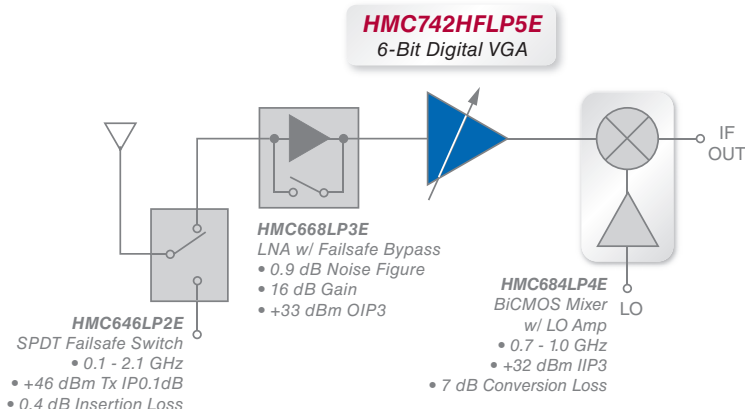 HMC742HFLP5E
6-Bit Digital VGA
IF
OUT
HMC668LP3E
LNA w/ Failsafe Bypass
• 0.9 dB Noise Figure
• 16 dB Gain
• +33 dBm OIP3
HMC646LP2E
SPDT Failsafe Switch
• 0.1 - 2.1 GHz
• +46 dBm Tx IP0.1dB
• 0.4 dB Insertion Loss
HMC684LP4E
BiCMOS Mixer
w/ LO Amp
• 0.7 - 1.0 GHz
• +32 dBm IIP3
• 7 dB Conversion Loss
LO